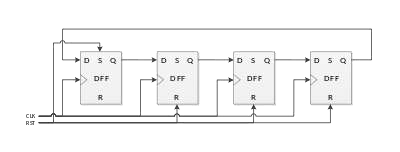 D S Q D S Q D S Q D S Q
DFF DFF DFF DFF
R R R R
CLK
RST